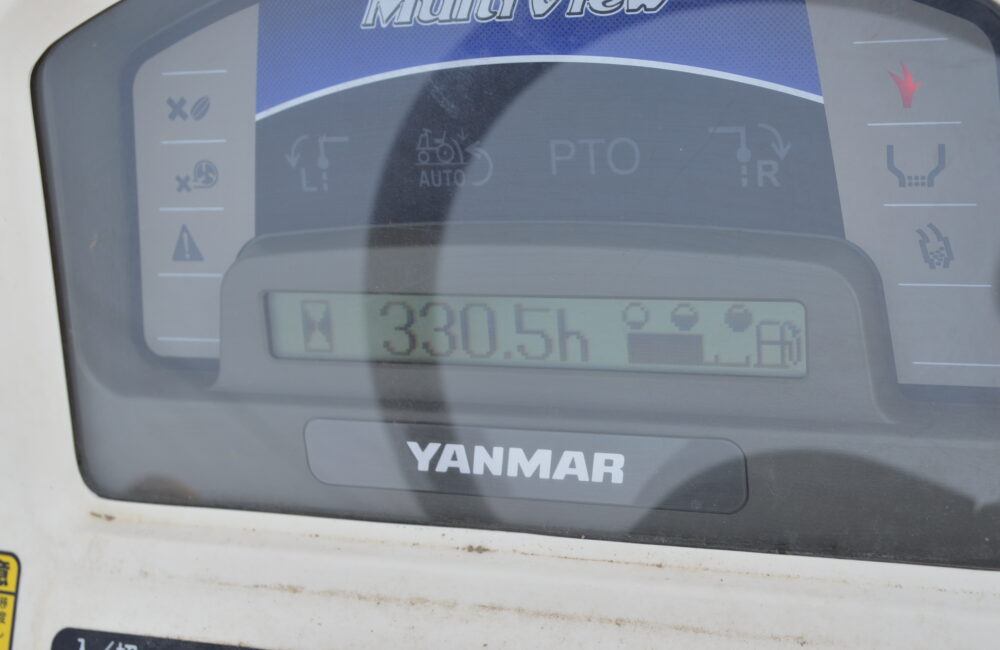 MultiView
L
AUTO
PTO
R
330.5h
YANMAR